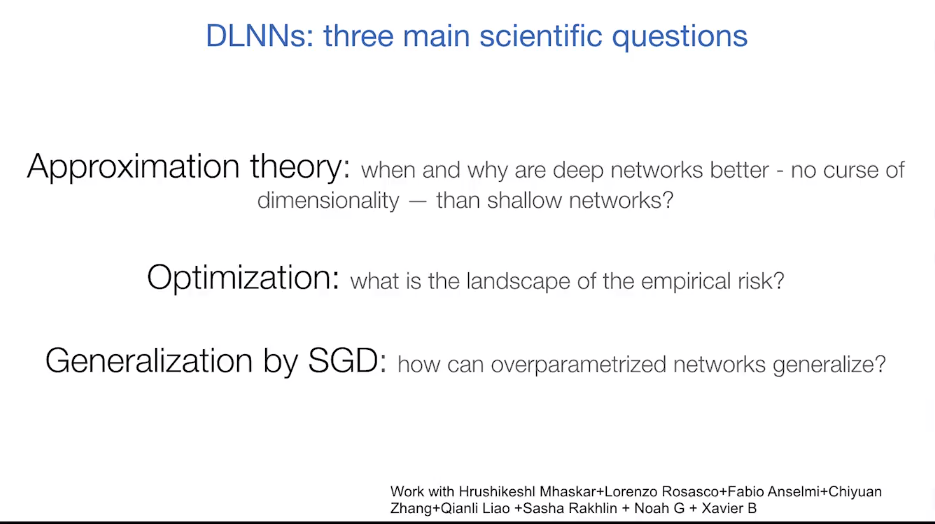 DLNNs: three main scientific questions
Approximation theory: when and why are deep networks better - no curse of
dimensionality — than shallow networks?
Optimization: what is the landscape of the empirical risk?
Generalization by SGD: how can overparametrized networks generalize?
Work with Hrushikeshl Mhaskar+Lorenzo Rosasco+Fabio Anselmi+Chiyuan
Zhang+Qianli Liao +Sasha Rakhlin + Noah G + Xavier B